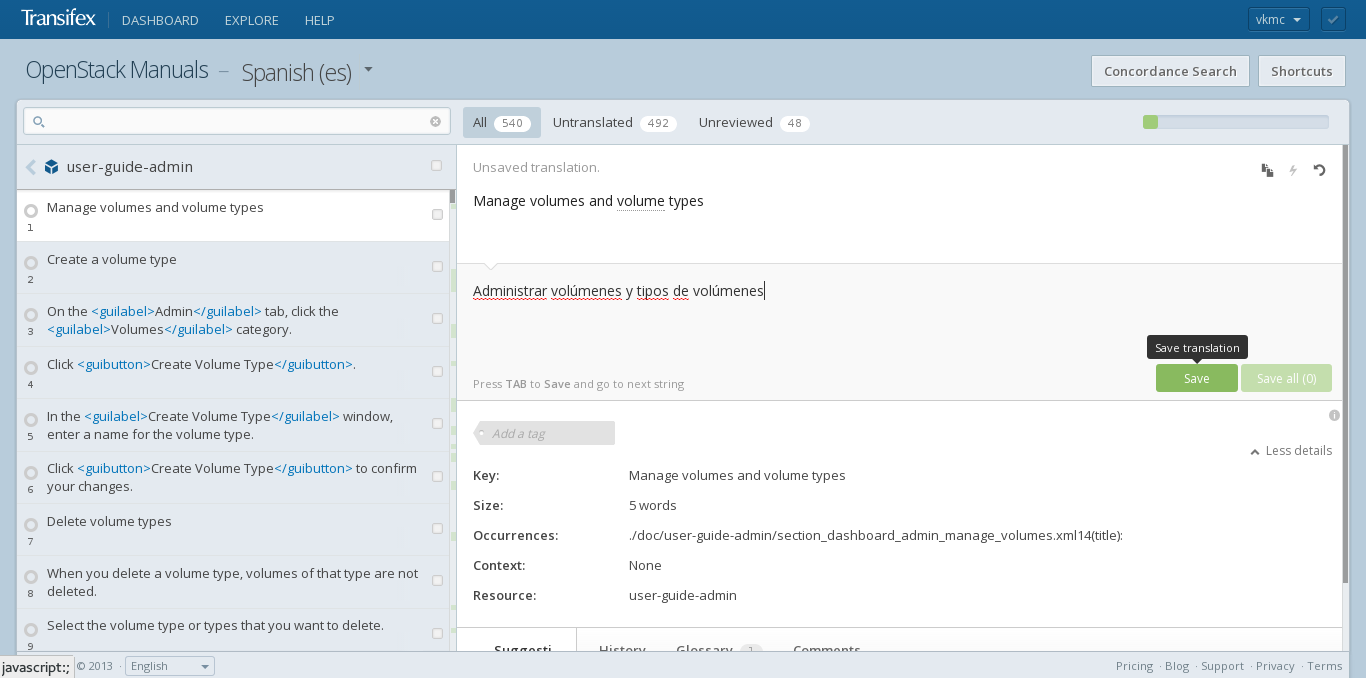 Transifex DASHBOARD EXPLORE HELP vkmc
OpenStack Manuals – Spanish (es) Concordance Search Shortcuts
All 540 Untranslated 492 Unreviewed 48
user-guide-admin
Manage volumes and volume types
1
Create a volume type
2
On the <guilabel>Admin</guilabel> tab, click the
<guilabel>Volumes</guilabel> category.
3
Click <guibutton>Create Volume Type</guibutton>.
4
In the <guilabel>Create Volume Type</guilabel> window,
enter a name for the volume type.
5
Click <guibutton>Create Volume Type</guibutton> to confirm
your changes.
6
Delete volume types
7
When you delete a volume type, volumes of that type are not
deleted.
8
Select the volume type or types that you want to delete.
9
Unsaved translation.
Manage volumes and volume types
Administrar volúmenes y tipos de volúmenes
Save translation
Press TAB to Save and go to next string
Save Save all (0)
Add a tag
Less details
Key: Manage volumes and volume types
Size: 5 words
Occurrences: ./doc/user-guide-admin/section_dashboard_admin_manage_volumes.xml14(title):
Context: None
Resource: user-guide-admin
Suggesti History Glossary Comments
javascript:; © 2013 · English
Pricing · Blog · Support · Privacy · Terms